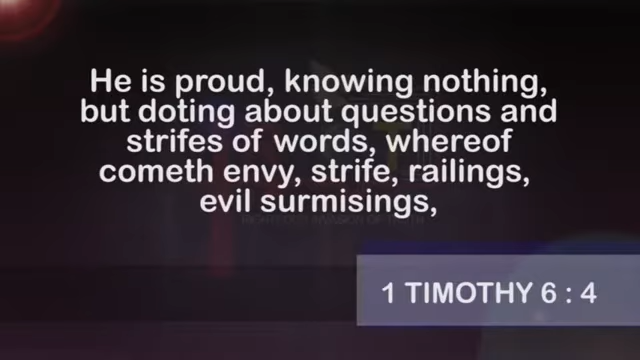 He is proud, knowing nothing,
but doting about questions and
strifes of words, whereof
cometh envy, strife, railings,
evil surmisings,
1 TIMOTHY 6 : 4